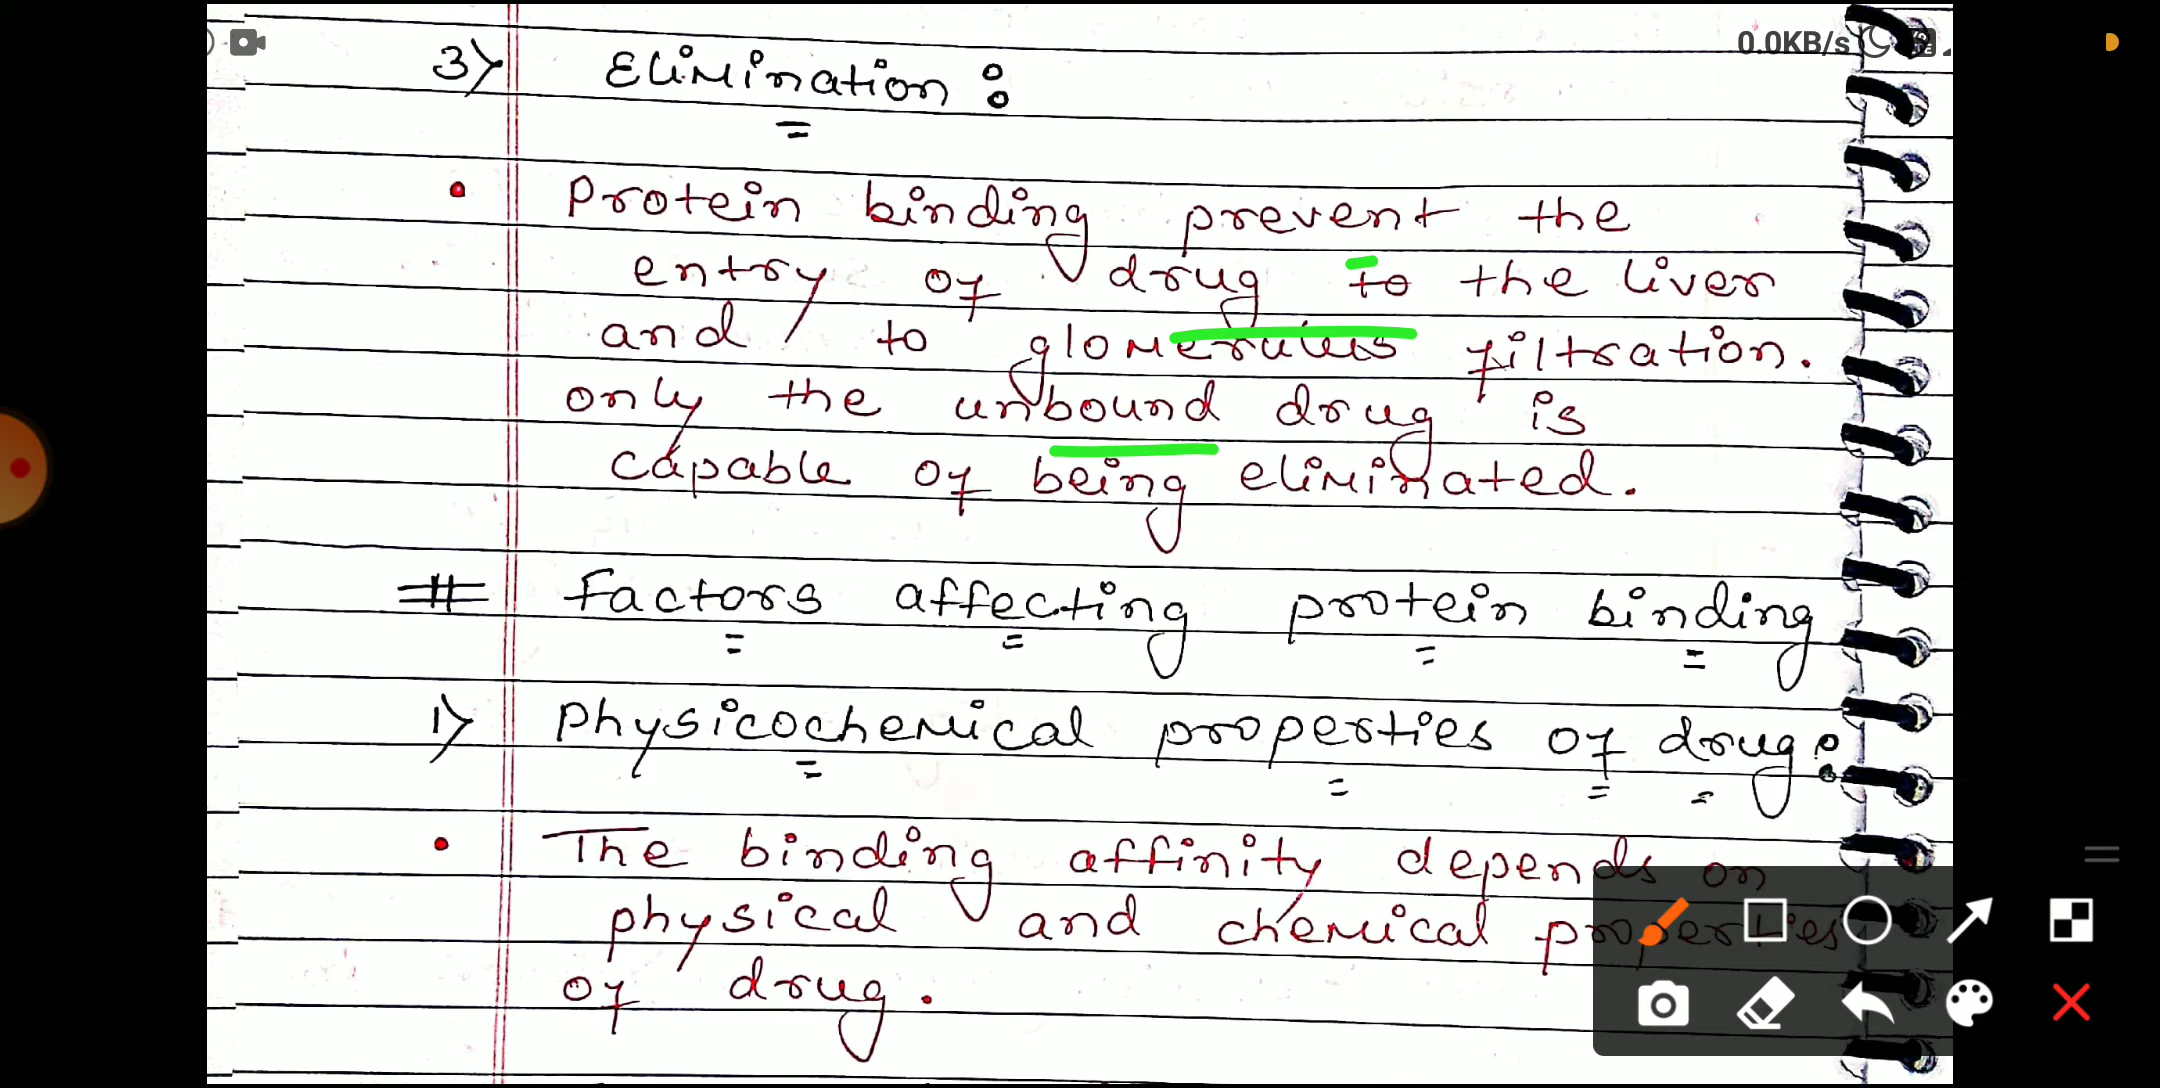 0.0KB/s
3) Elimination :
• Protein binding prevent the
entry of drug to the liver
and to glomerulus filtration.
only the unbound drug is
capable of being eliminated.
# Factors affecting protein binding
1) Physicochemical properties of drug:
• The binding affinity depends on
physical and chemical properties
of drug.